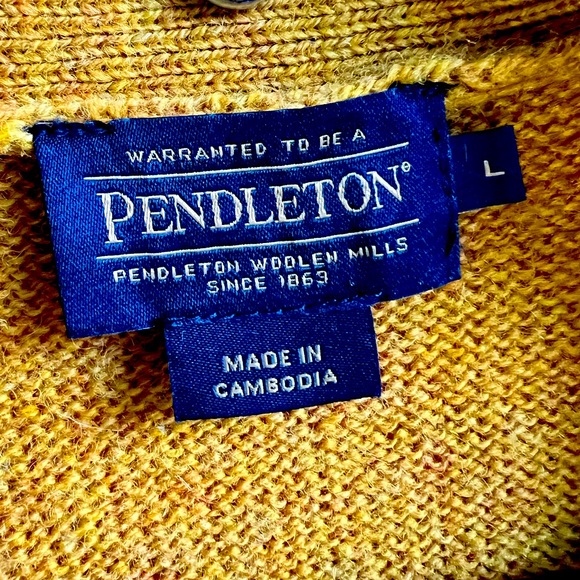 WARRANTED TO BE A
PENDLETON®
L
PENDLETON WOOLEN MILLS
SINCE 1863
MADE IN
CAMBODIA